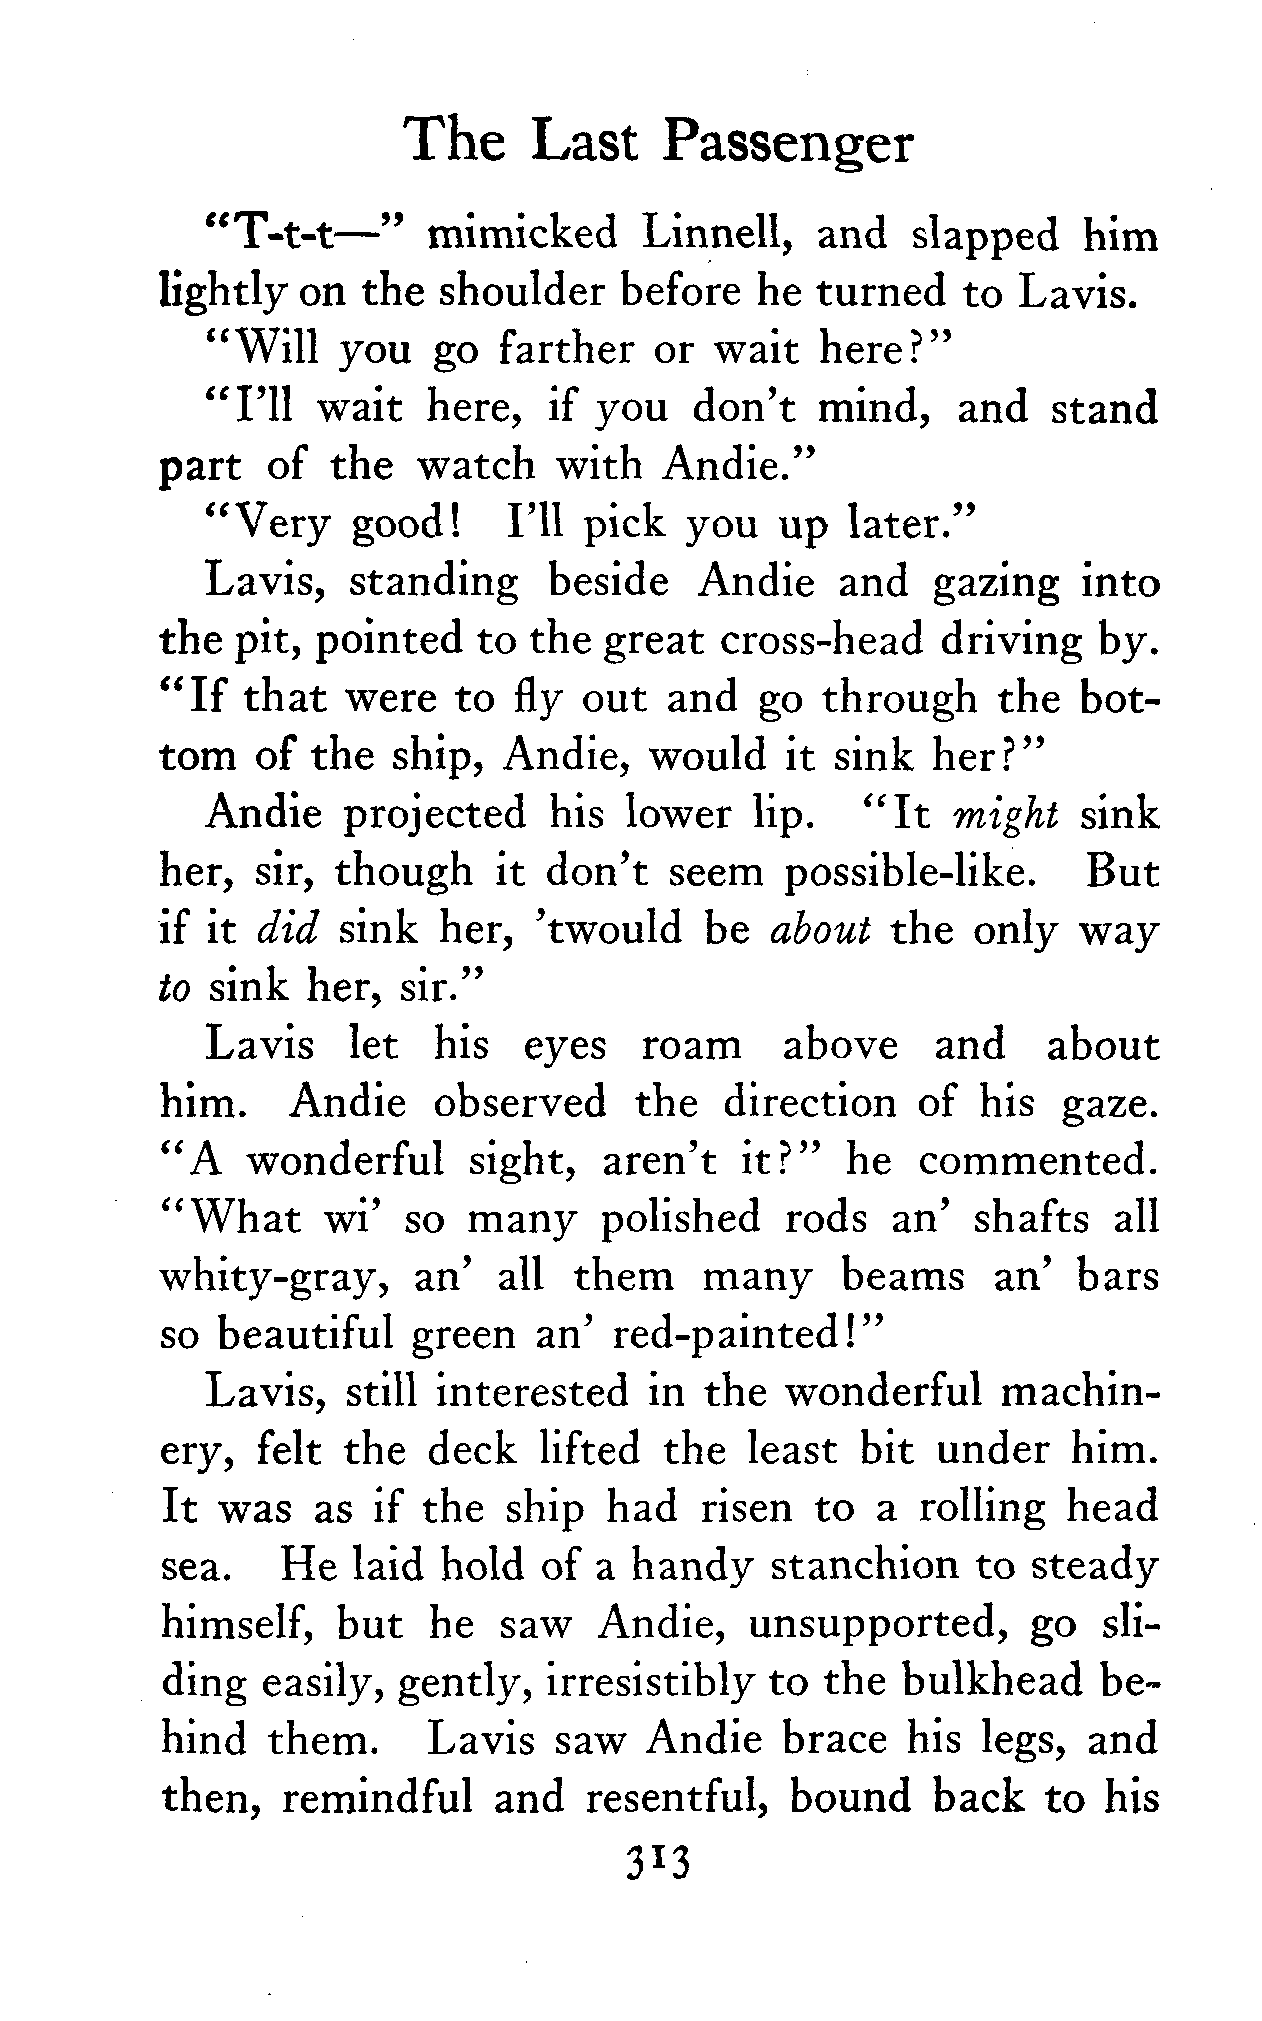 The Last Passenger
“T-t-t—” mimicked Linnell, and slapped him
lightly on the shoulder before he turned to Lavis.
“Will you go farther or wait here?”
“I’ll wait here, if you don’t mind, and stand
part of the watch with Andie.”
“Very good! I’ll pick you up later.”
Lavis, standing beside Andie and gazing into
the pit, pointed to the great cross-head driving by.
“If that were to fly out and go through the bot-
tom of the ship, Andie, would it sink her?”
Andie projected his lower lip. “It might sink
her, sir, though it don’t seem possible-like. But
if it did sink her, ’twould be about the only way
to sink her, sir.”
Lavis let his eyes roam above and about
him. Andie observed the direction of his gaze.
“A wonderful sight, aren’t it?” he commented.
“What wi’ so many polished rods an’ shafts all
whity-gray, an’ all them many beams an’ bars
so beautiful green an’ red-painted!”
Lavis, still interested in the wonderful machin-
ery, felt the deck lifted the least bit under him.
It was as if the ship had risen to a rolling head
sea. He laid hold of a handy stanchion to steady
himself, but he saw Andie, unsupported, go sli-
ding easily, gently, irresistibly to the bulkhead be-
hind them. Lavis saw Andie brace his legs, and
then, remindful and resentful, bound back to his
313